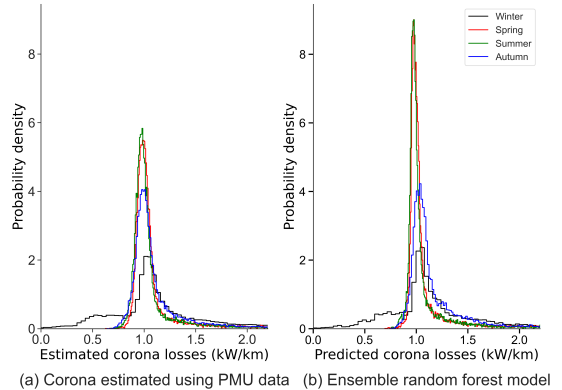 Probability density
8
6
4
2
0
0.0 0.5 1.0 1.5 2.0
Estimated corona losses (kW/km)
(a) Corona estimated using PMU data
Winter
Spring
Summer
Autumn
Probability density
8
6
4
2
0
0.0 0.5 1.0 1.5 2.0
Predicted corona losses (kW/km)
(b) Ensemble random forest model